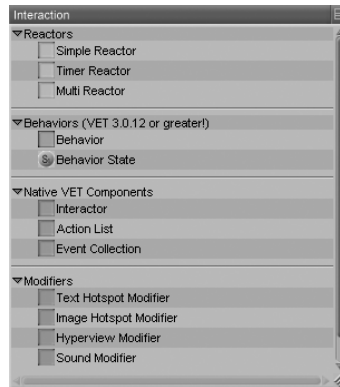 Interaction
Reactors
Simple Reactor
Timer Reactor
Multi Reactor
Behaviors (VET 3.0.12 or greater!)
Behavior
Behavior State
Native VET Components
Interactor
Action List
Event Collection
Modifiers
Text Hotspot Modifier
Image Hotspot Modifier
Hyperview Modifier
Sound Modifier